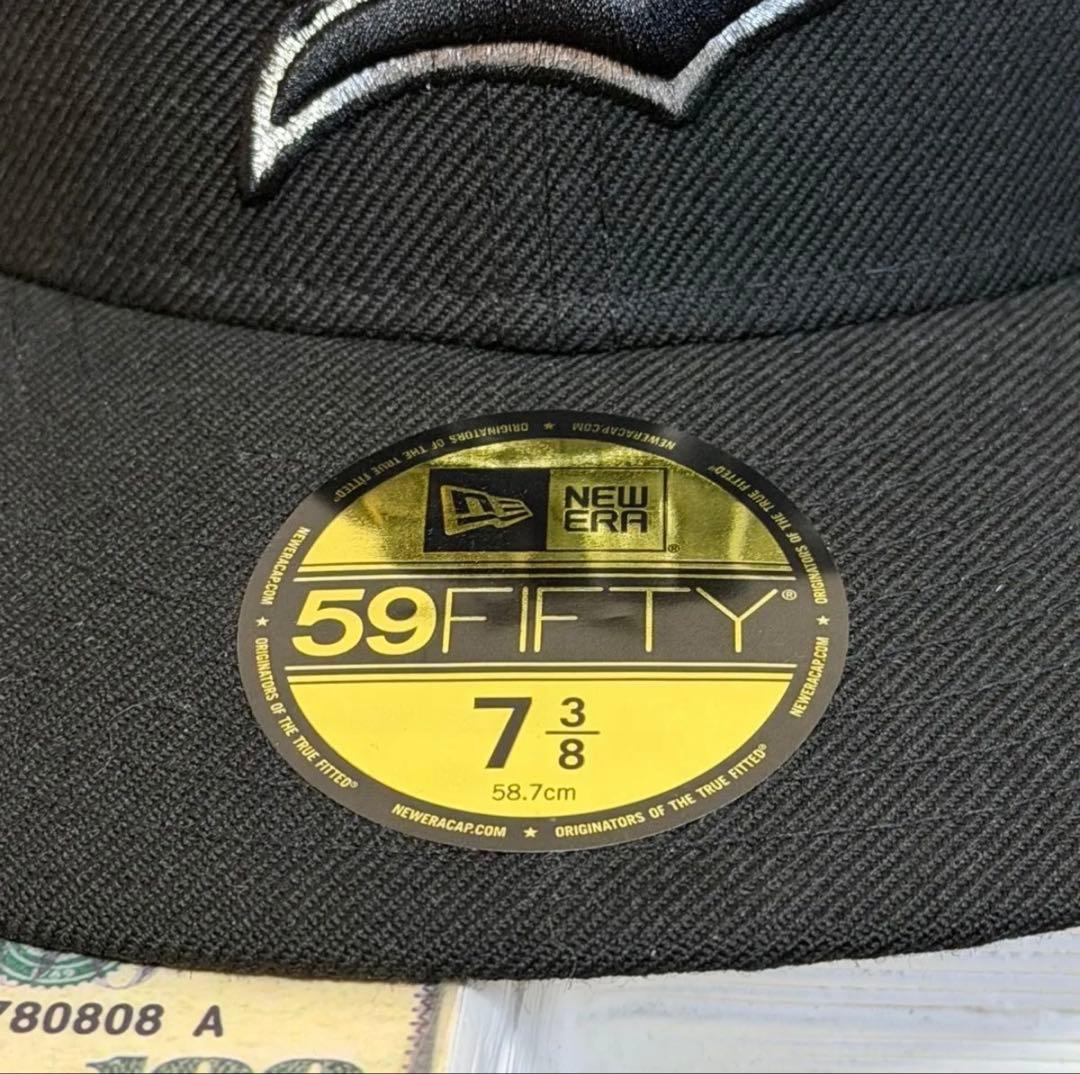 ORIGINATORS OF THE TRUE FITTED® ★ NEWERACAP.COM ★ ORIGINATORS OF THE TRUE FITTED® ★ NEWERACAP.COM ★ ORIGINATORS OF THE TRUE FITTED® NEWERACAP.COM ★ ORIGINATORS OF THE TRUE FITTED®
NEW
ERA®
59FIFTY®
7 3/8
58.7cm
NEWERACAP.COM
780808 A
100